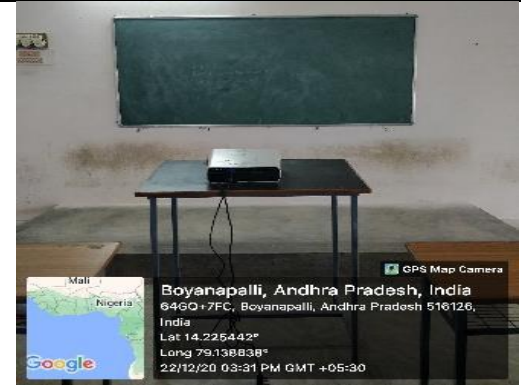 GPS Map Camera
Mali
Nigeria
Google
Boyanapalli, Andhra Pradesh, India
64GQ+7FC, Boyanapalli, Andhra Pradesh 516126,
India
Lat 14.225442°
Long 79.138838°
22/12/20 03:31 PM GMT +05:30